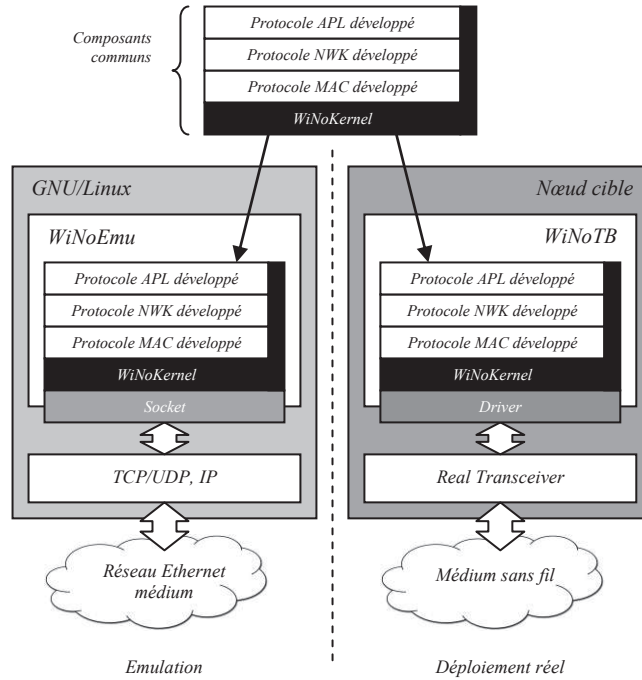 Composants
communs
Protocole APL développé
Protocole NWK développé
Protocole MAC développé
WiNoKernel
GNU/Linux
WiNoEmu
Protocole APL développé
Protocole NWK développé
Protocole MAC développé
WiNoKernel
Socket
TCP/UDP, IP
Réseau Ethernet
médium
Emulation
Nœud cible
WiNoTB
Protocole APL développé
Protocole NWK développé
Protocole MAC développé
WiNoKernel
Driver
Real Transceiver
Médium sans fil
Déploiement réel